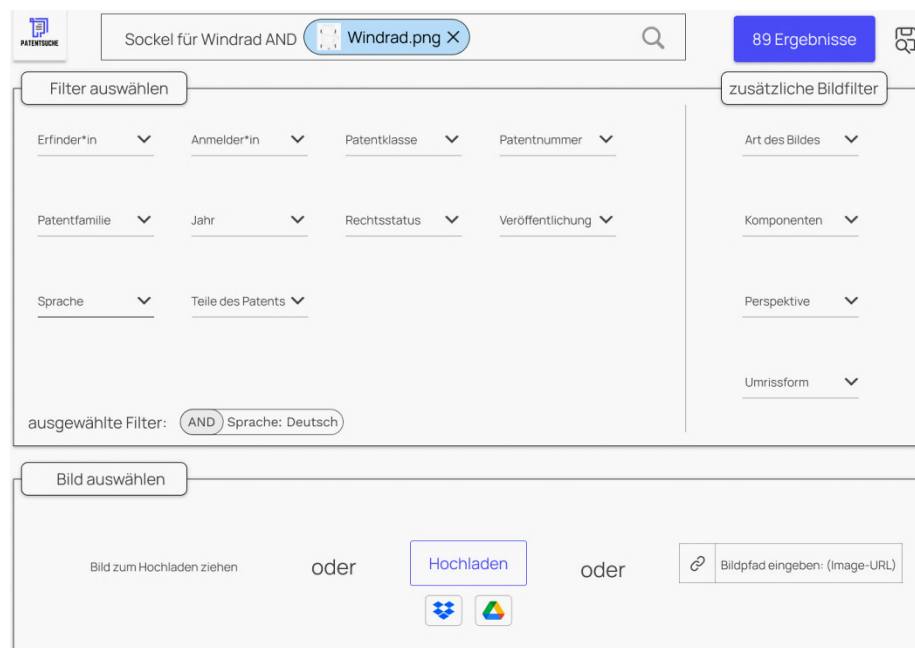 PATENTSUCHE
Sockel für Windrad AND Windrad.png
89 Ergebnisse
Filter auswählen
zusätzliche Bildfilter
Erfinder*in
Anmelder*in
Patentklasse
Patentnummer
Art des Bildes
Patentfamilie
Jahr
Rechtsstatus
Veröffentlichung
Komponenten
Sprache
Teile des Patents
Perspektive
Umrissform
ausgewählte Filter: AND Sprache: Deutsch
Bild auswählen
Bild zum Hochladen ziehen
oder
Hochladen
oder
Bildpfad eingeben: (Image-URL)